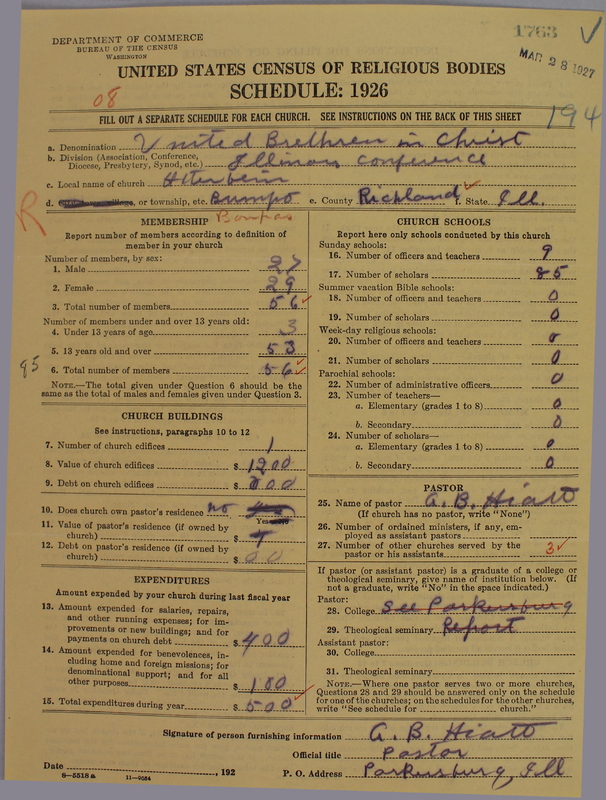 1763
DEPARTMENT OF COMMERCE
BUREAU OF THE CENSUS
WASHINGTON
MAR 28 1927
UNITED STATES CENSUS OF RELIGIOUS BODIES
SCHEDULE: 1926
08
FILL OUT A SEPARATE SCHEDULE FOR EACH CHURCH. SEE INSTRUCTIONS ON THE BACK OF THIS SHEET
194
a. Denomination United Brethren in Christ
b. Division (Association, Conference, Diocese, Presbytery, Synod, etc.) Illinois Conference
c. Local name of church Otterbein
d. or township, etc. Bumpo e. County Richland f. State Ill.
R
Bonpas
MEMBERSHIP
Report number of members according to definition of
member in your church
Number of members, by sex:
1. Male 27
2. Female 29
3. Total number of members 56
Number of members under and over 13 years old:
4. Under 13 years of age 3
5. 13 years old and over 53
95
6. Total number of members 56
NOTE.—The total given under Question 6 should be
same as the total of males and females given under Question 3.
CHURCH BUILDINGS
See instructions, paragraphs 10 to 12
7. Number of church edifices 1
8. Value of church edifices $ 1200
9. Debt on church edifices $ 000
10. Does church own pastor's residence no
11. Value of pastor's residence (if owned by
church) $
12. Debt on pastor's residence (if owned by
church) $ 00
EXPENDITURES
Amount expended by your church during last fiscal year
13. Amount expended for salaries, repairs,
and other running expenses; for im-
provements or new buildings; and for
payments on church debt $ 400
14. Amount expended for benevolences, in-
cluding home and foreign missions; for
denominational support; and for all
other purposes $ 100
15. Total expenditures during year $ 500
CHURCH SCHOOLS
Report here only schools conducted by this church
Sunday schools:
16. Number of officers and teachers 9
17. Number of scholars 85
Summer vacation Bible schools:
18. Number of officers and teachers 0
19. Number of scholars 0
Week-day religious schools:
20. Number of officers and teachers 0
21. Number of scholars 0
Parochial schools:
22. Number of administrative officers 0
23. Number of teachers—
a. Elementary (grades 1 to 8) 0
b. Secondary 0
24. Number of scholars—
a. Elementary (grades 1 to 8) 0
b. Secondary 0
PASTOR
25. Name of pastor G. B. Hiatt
(If church has no pastor, write "None")
26. Number of ordained ministers, if any, em-
ployed as assistant pastors
27. Number of other churches served by the
pastor or his assistants 3
If pastor (or assistant pastor) is a graduate of a college or
theological seminary, give name of institution below. (If
not a graduate, write "No" in the space indicated.)
Pastor:
28. College See Parkersburg
29. Theological seminary Report
Assistant pastor:
30. College
31. Theological seminary
NOTE.—Where one pastor serves two or more churches,
Questions 28 and 29 should be answered only on the schedule
for one of the churches; on the schedules for the other churches,
write "See schedule for church."
Signature of person furnishing information G. B. Hiatt
Official title Pastor
Date , 192 P. O. Address Parkersburg, Ill
8—5518a 11—9084